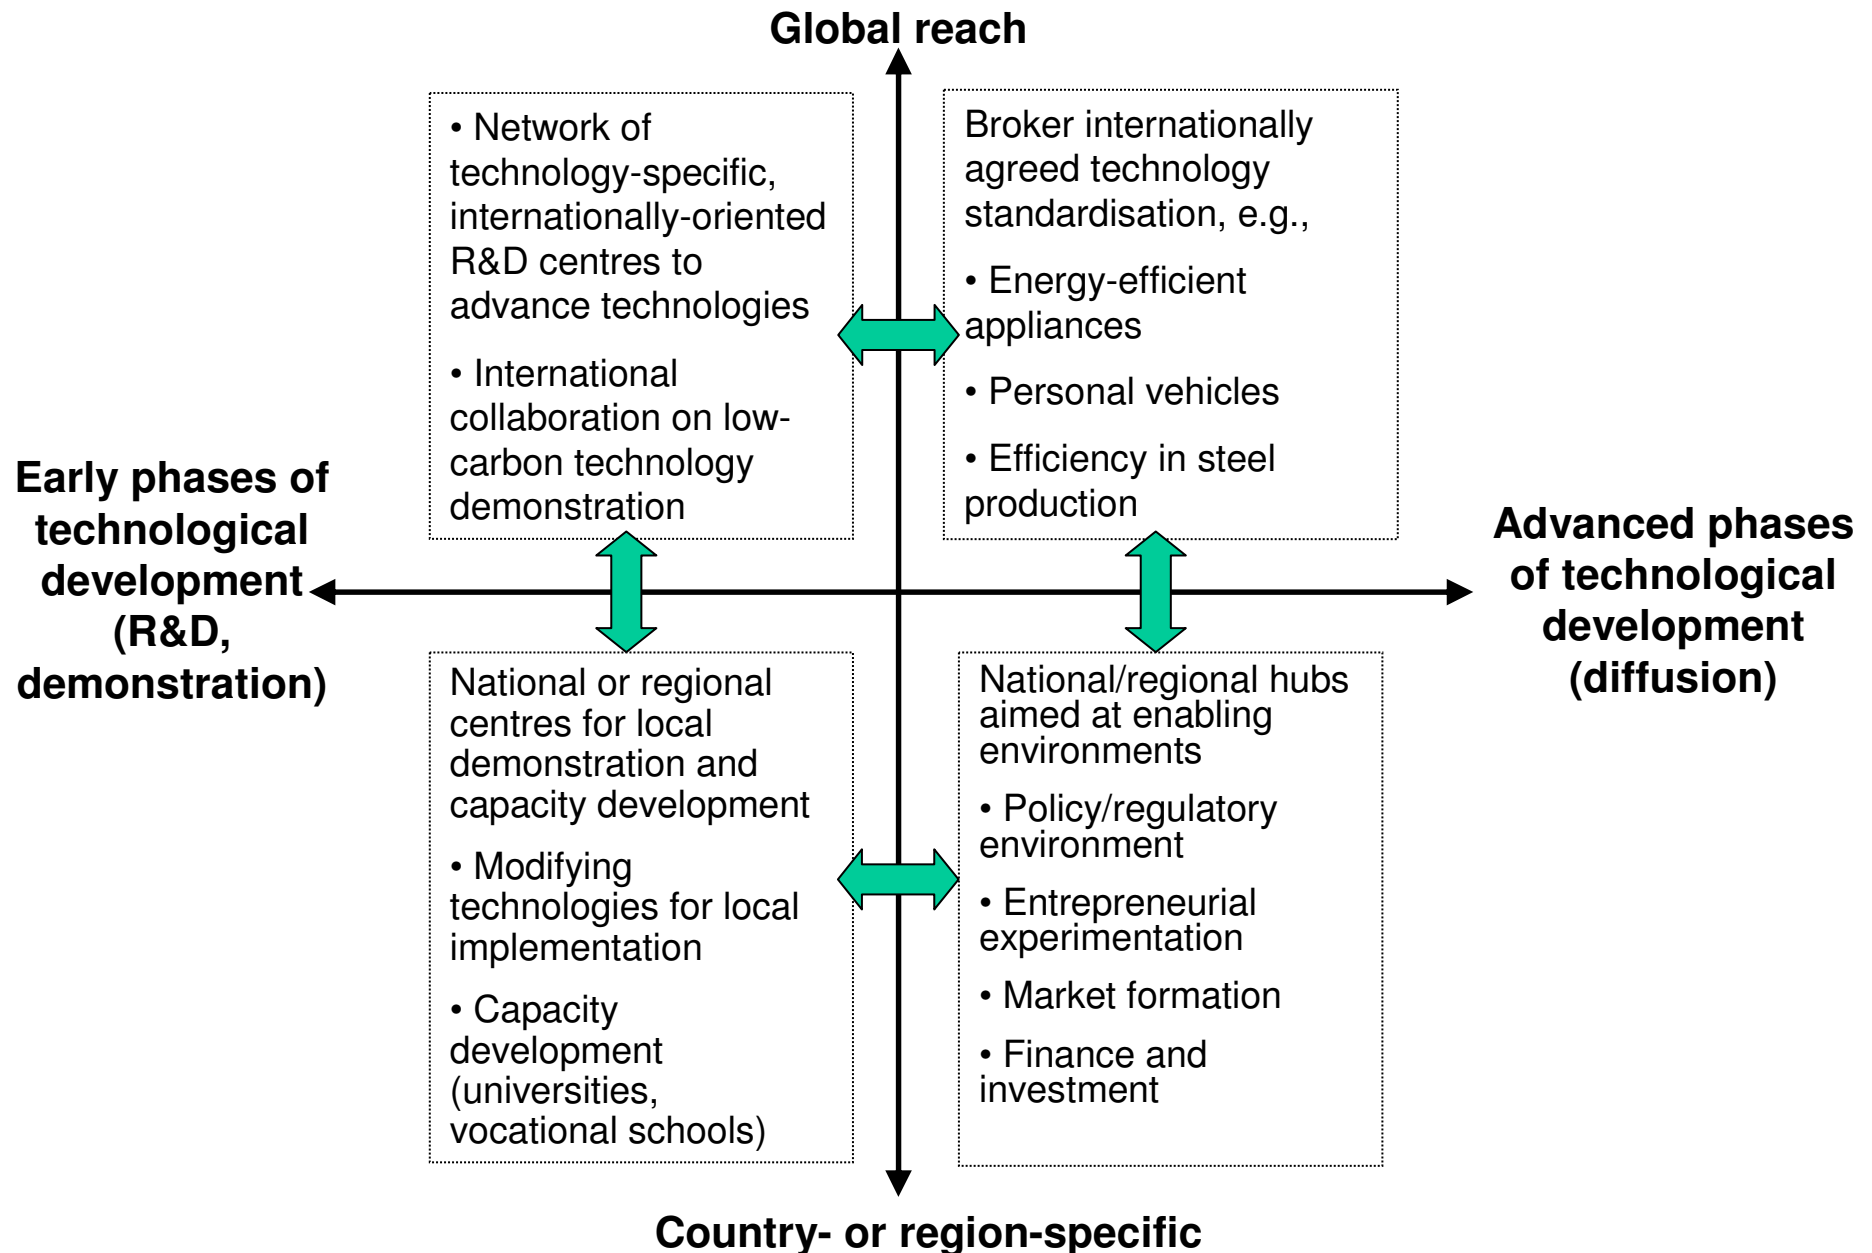 Global reach
• Network of
technology-specific,
internationally-oriented
R&D centres to
advance technologies
• International
collaboration on low-
carbon technology
demonstration
Broker internationally
agreed technology
standardisation, e.g.,
• Energy-efficient
appliances
• Personal vehicles
• Efficiency in steel
production
Early phases of
technological
development
(R&D,
demonstration)
Advanced phases
of technological
development
(diffusion)
National or regional
centres for local
demonstration and
capacity development
• Modifying
technologies for local
implementation
• Capacity
development
(universities,
vocational schools)
National/regional hubs
aimed at enabling
environments
• Policy/regulatory
environment
• Entrepreneurial
experimentation
• Market formation
• Finance and
investment
Country- or region-specific